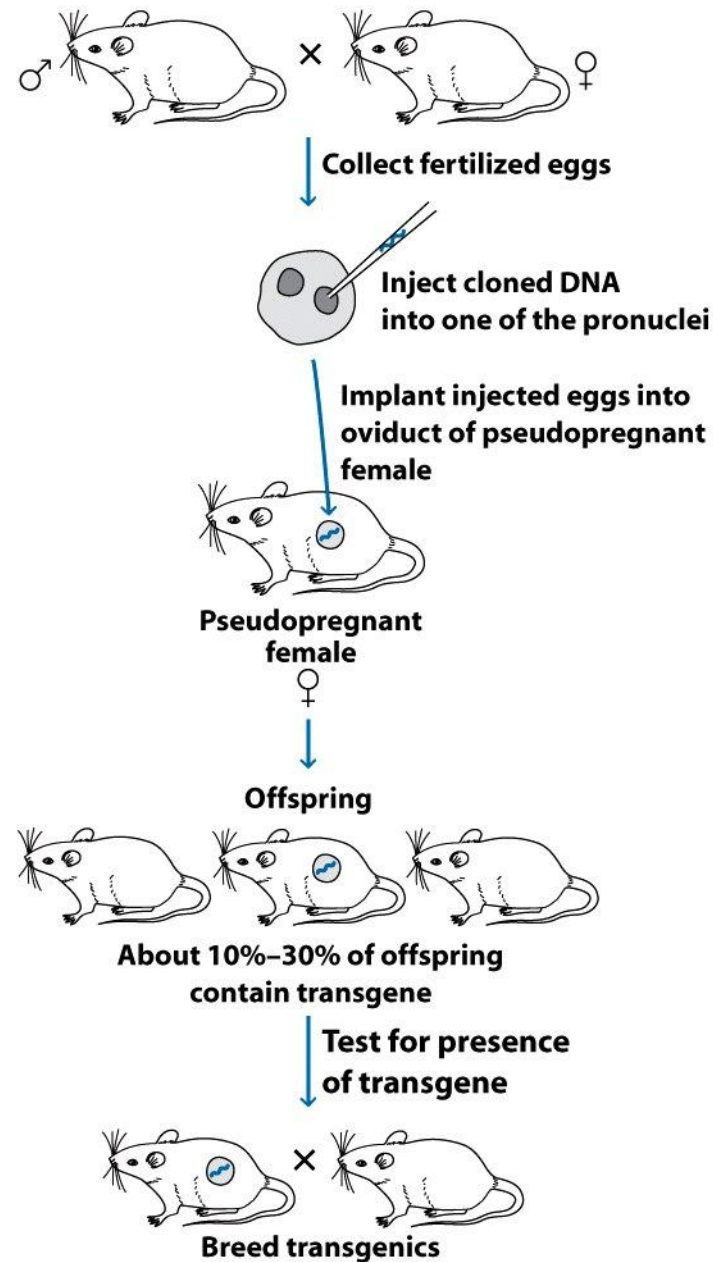 ♂ × ♀
Collect fertilized eggs
Inject cloned DNA
into one of the pronuclei
Implant injected eggs into
oviduct of pseudopregnant
female
Pseudopregnant
female
♀
Offspring
About 10%–30% of offspring
contain transgene
Test for presence
of transgene
×
Breed transgenics